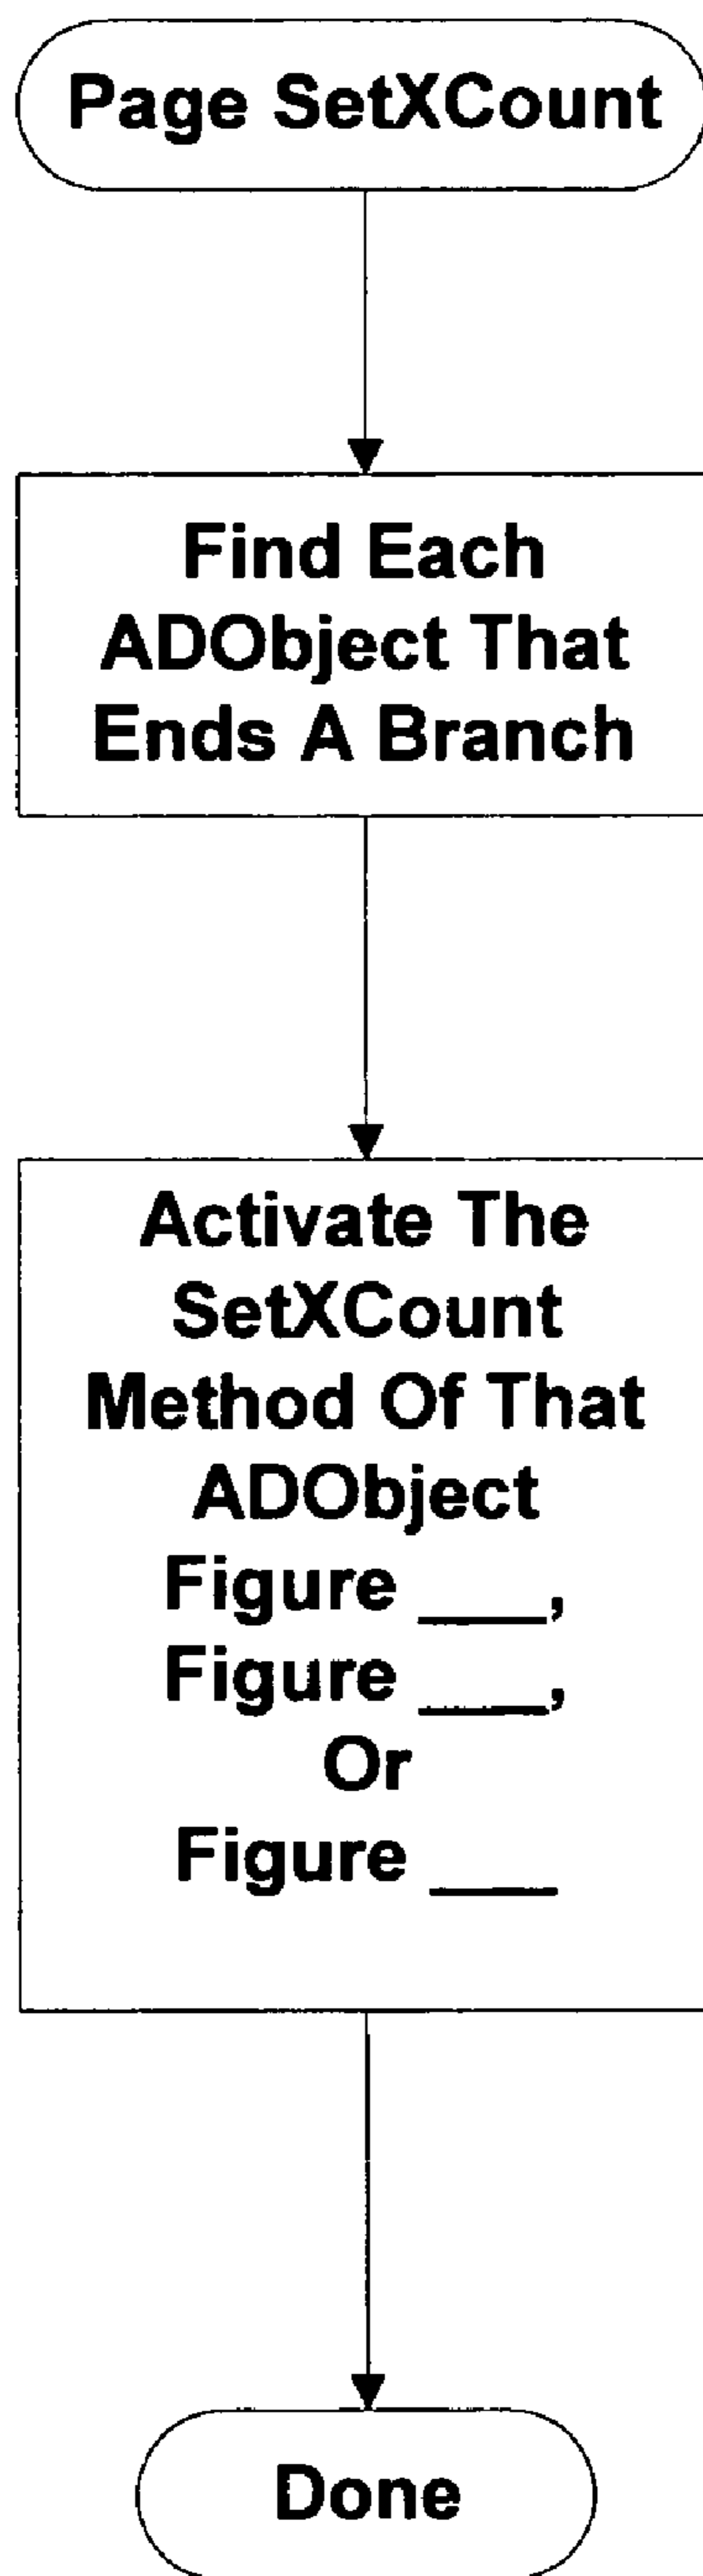 Page SetXCount
Find Each
ADObject That
Ends A Branch
Activate The
SetXCount
Method Of That
ADObject
Figure ___,
Figure ___,
Or
Figure ___
Done